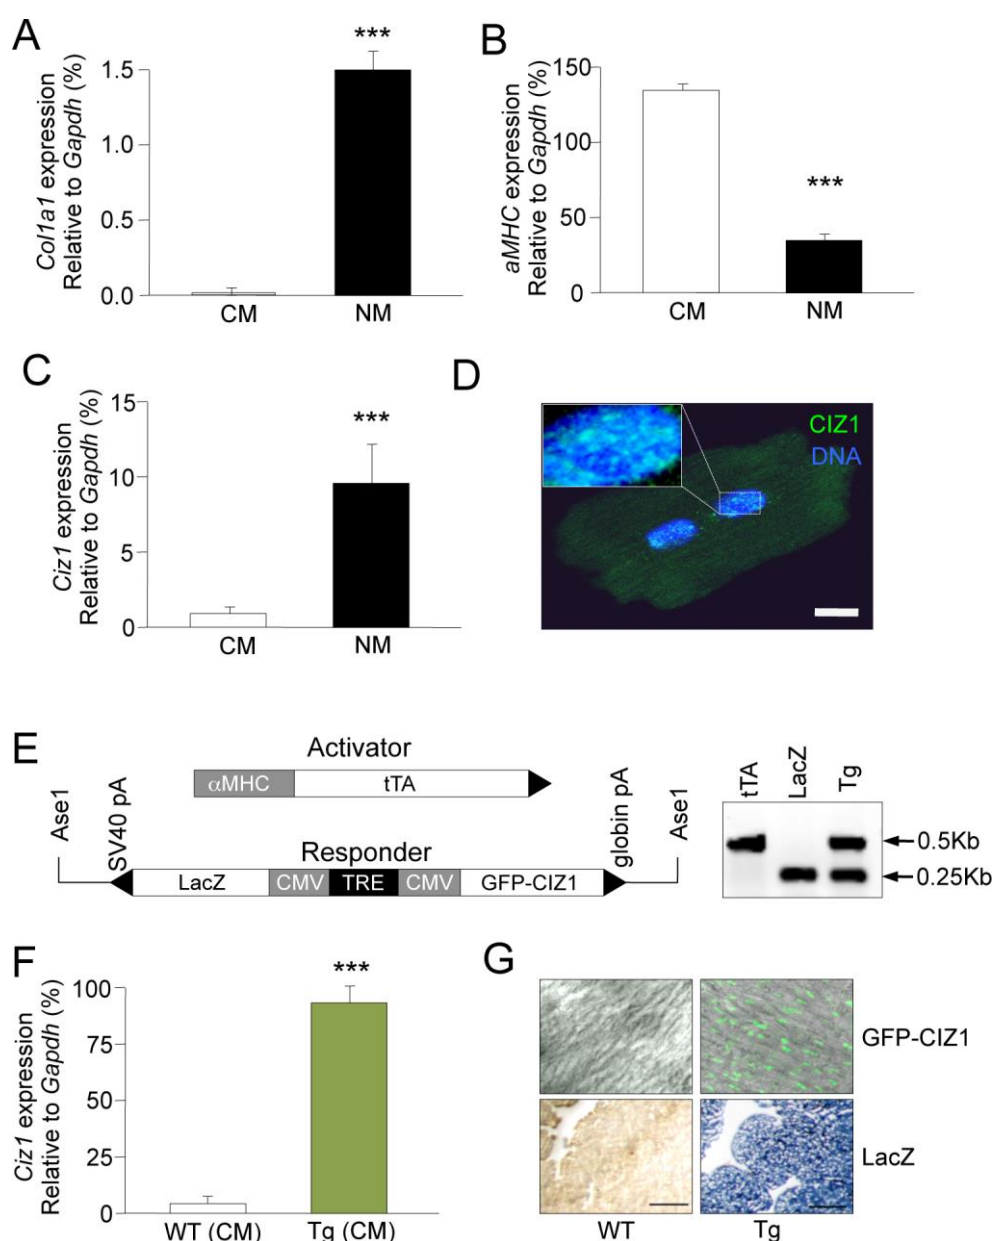 A
Col1a1 expression
Relative to Gapdh (%)
1.5
1.0
0.5
0.0
***
CM
NM
B
aMHC expression
Relative to Gapdh (%)
150
100
50
0
***
CM
NM
C
Ciz1 expression
Relative to Gapdh (%)
15
10
5
0
***
CM
NM
D
CIZ1
DNA
E
Activator
αMHC
tTA
Ase1
SV40 pA
globin pA
Ase1
Responder
LacZ
CMV
TRE
CMV
GFP-CIZ1
tTA
LacZ
Tg
0.5Kb
0.25Kb
F
Ciz1 expression
Relative to Gapdh (%)
100
75
50
25
0
***
WT (CM)
Tg (CM)
G
GFP-CIZ1
LacZ
WT
Tg